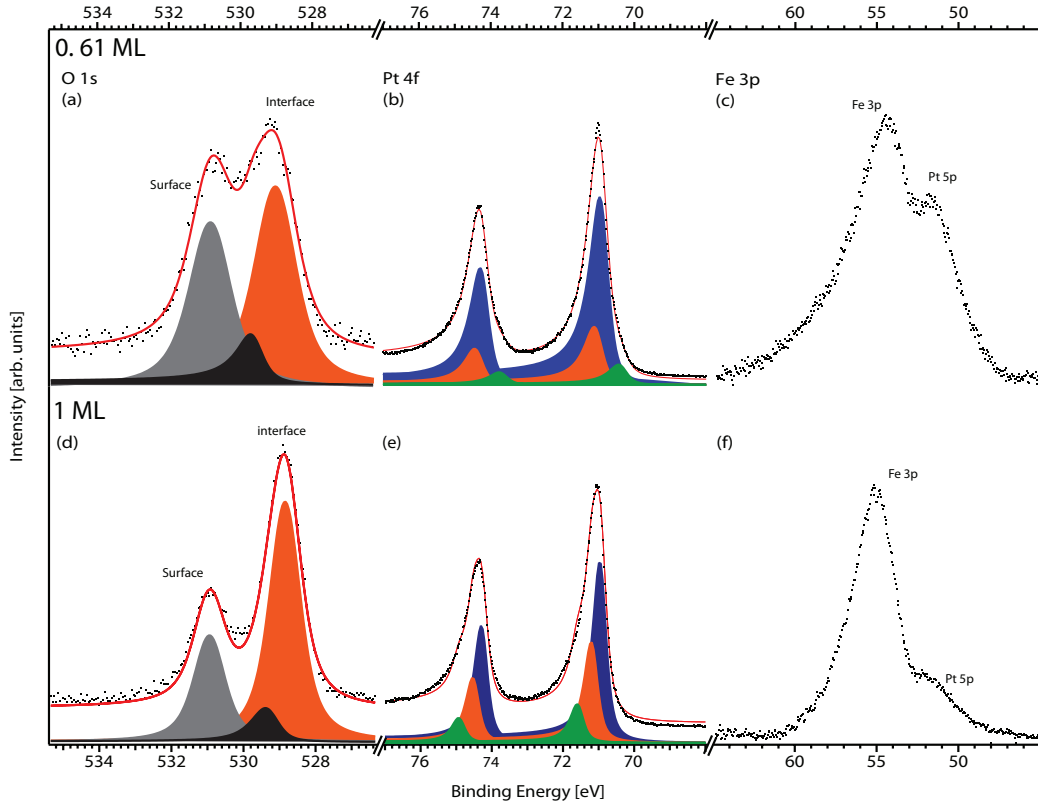 534 532 530 528 76 74 72 70 60 55 50
0. 61 ML
O 1s Pt 4f Fe 3p
(a) (b) (c)
Interface
Fe 3p
Surface
Pt 5p
1 ML
(d) (e) (f)
interface
Fe 3p
Surface
Pt 5p
Intensity [arb. units]
534 532 530 528 76 74 72 70 60 55 50
Binding Energy [eV]